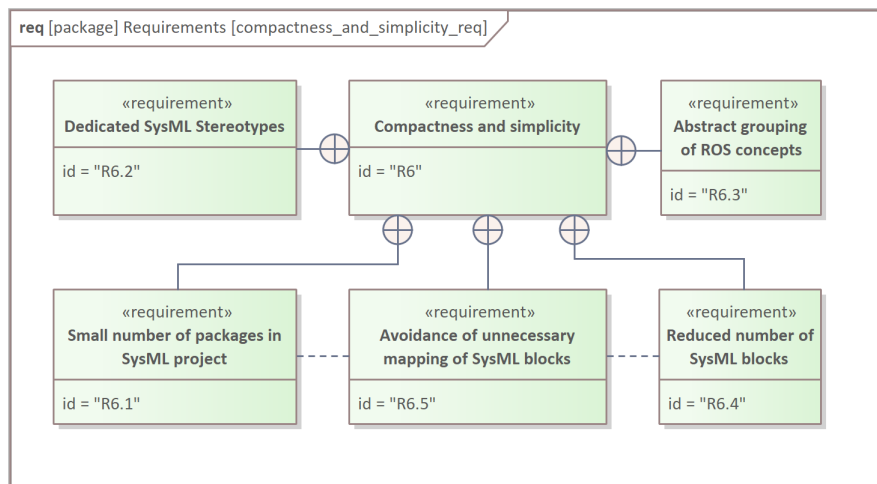 req [package] Requirements [compactness_and_simplicity_req]
«requirement»
Dedicated SysML Stereotypes
id = "R6.2"
«requirement»
Compactness and simplicity
id = "R6"
«requirement»
Abstract grouping
of ROS concepts
id = "R6.3"
«requirement»
Small number of packages in
SysML project
id = "R6.1"
«requirement»
Avoidance of unnecessary
mapping of SysML blocks
id = "R6.5"
«requirement»
Reduced number of
SysML blocks
id = "R6.4"